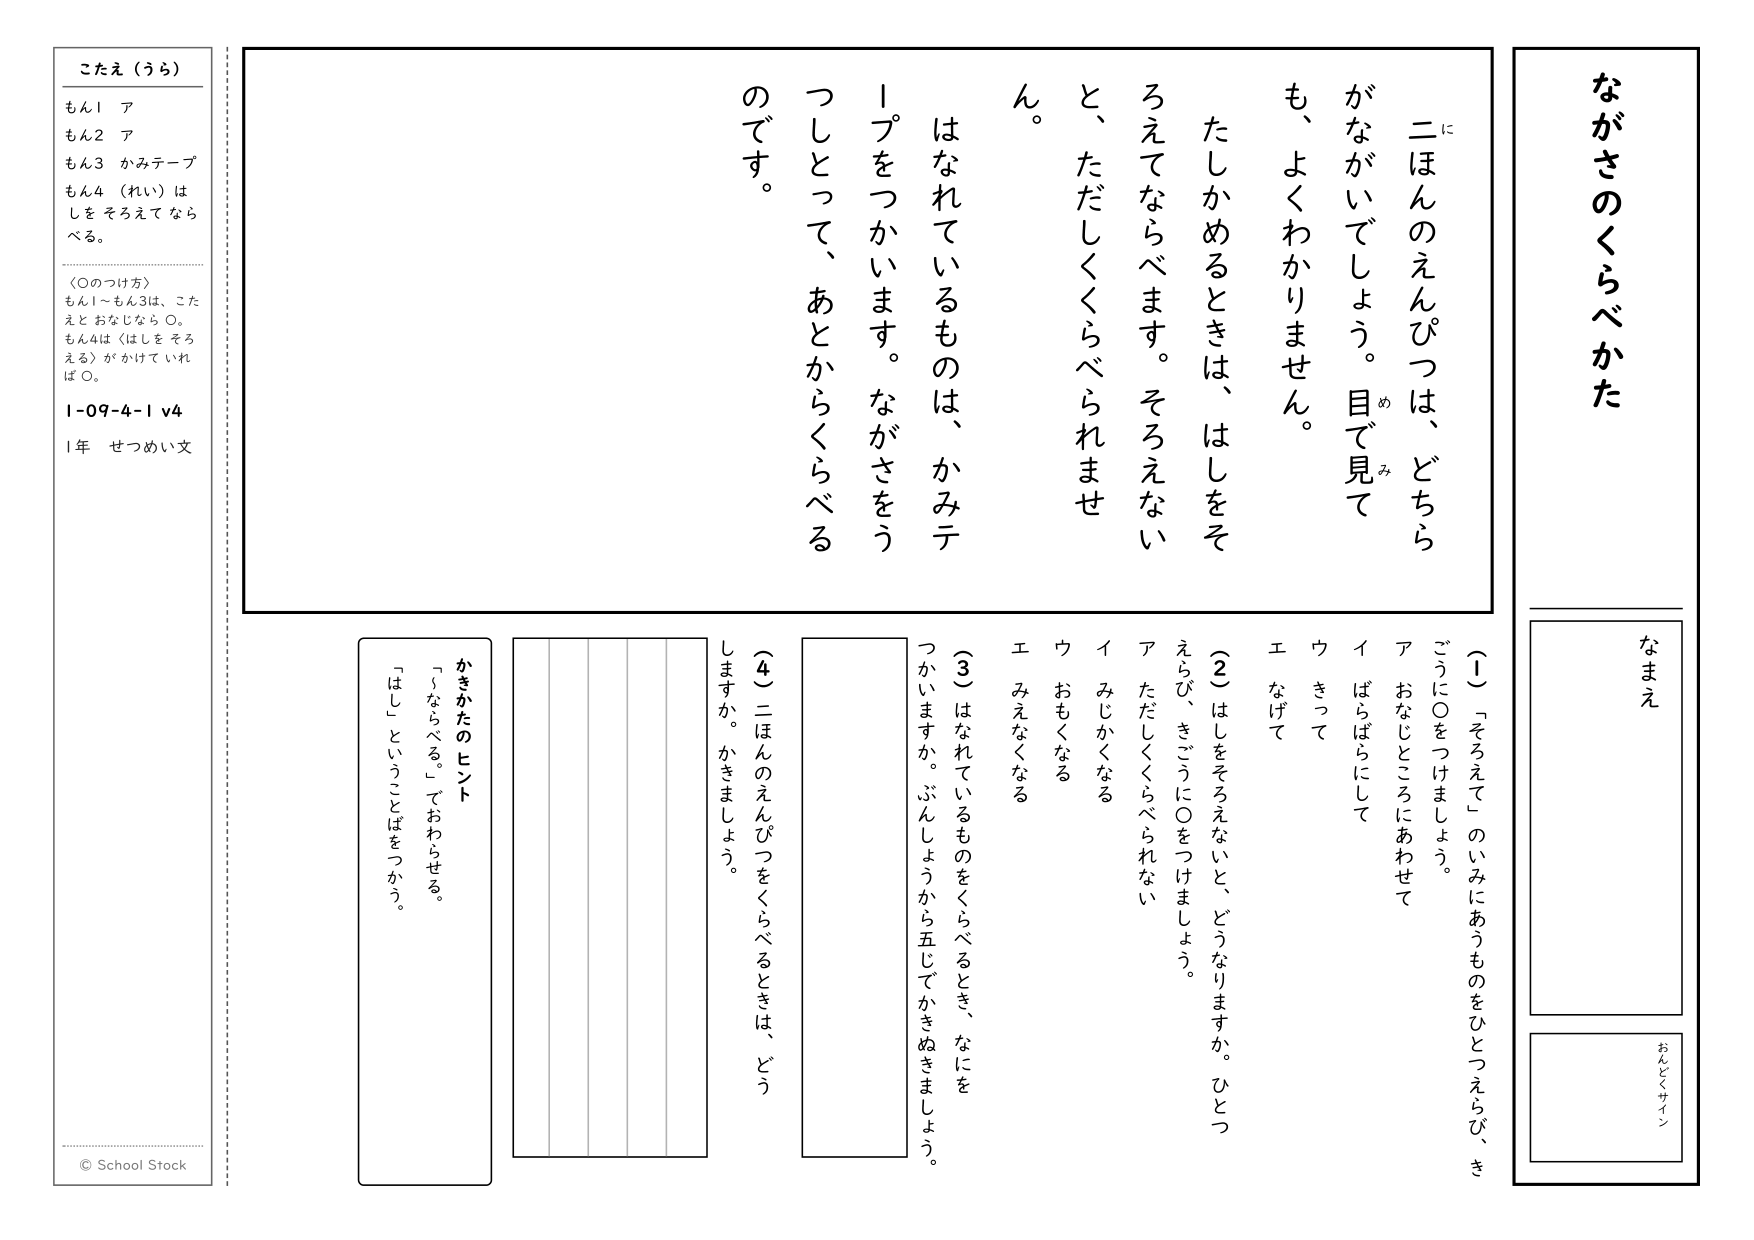 ながさのくらべかた
なまえ
おんどくサイン
二ほんのえんぴつは、どちら
に
がながいでしょう。目で見て
め
み
も、よくわかりません。
たしかめるときは、はしをそ
ろえてならべます。そろえない
と、ただしくくらべられませ
ん。
はなれているものは、かみテ
ープをつかいます。ながさをう
つしとって、あとからくらべる
のです。
(1)「そろえて」のいみにあうものをひとつえらび、き
ごうに〇をつけましょう。
ア　おなじところにあわせて
イ　ばらばらにして
ウ　きって
エ　なげて
(2) はしをそろえないと、どうなりますか。ひとつ
えらび、きごうに〇をつけましょう。
ア　ただしくくらべられない
イ　みじかくなる
ウ　おもくなる
エ　みえなくなる
(3) はなれているものをくらべるとき、なにを
つかいますか。ぶんしょうから五じでかきぬきましょう。
(4) 二ほんのえんぴつをくらべるときは、どう
しますか。かきましょう。
かきかたの ヒント
「～ならべる。」でおわらせる。
「はし」ということばをつかう。
こたえ（うら）
もん1　ア
もん2　ア
もん3　かみテープ
もん4　（れい）は
しを そろえて なら
べる。
〈〇のつけ方〉
もん1～もん3は、こた
えと おなじなら 〇。
もん4は〈はしを そろ
える〉が かけて いれ
ば 〇。
1-09-4-1 v4
1年　せつめい文
© School Stock